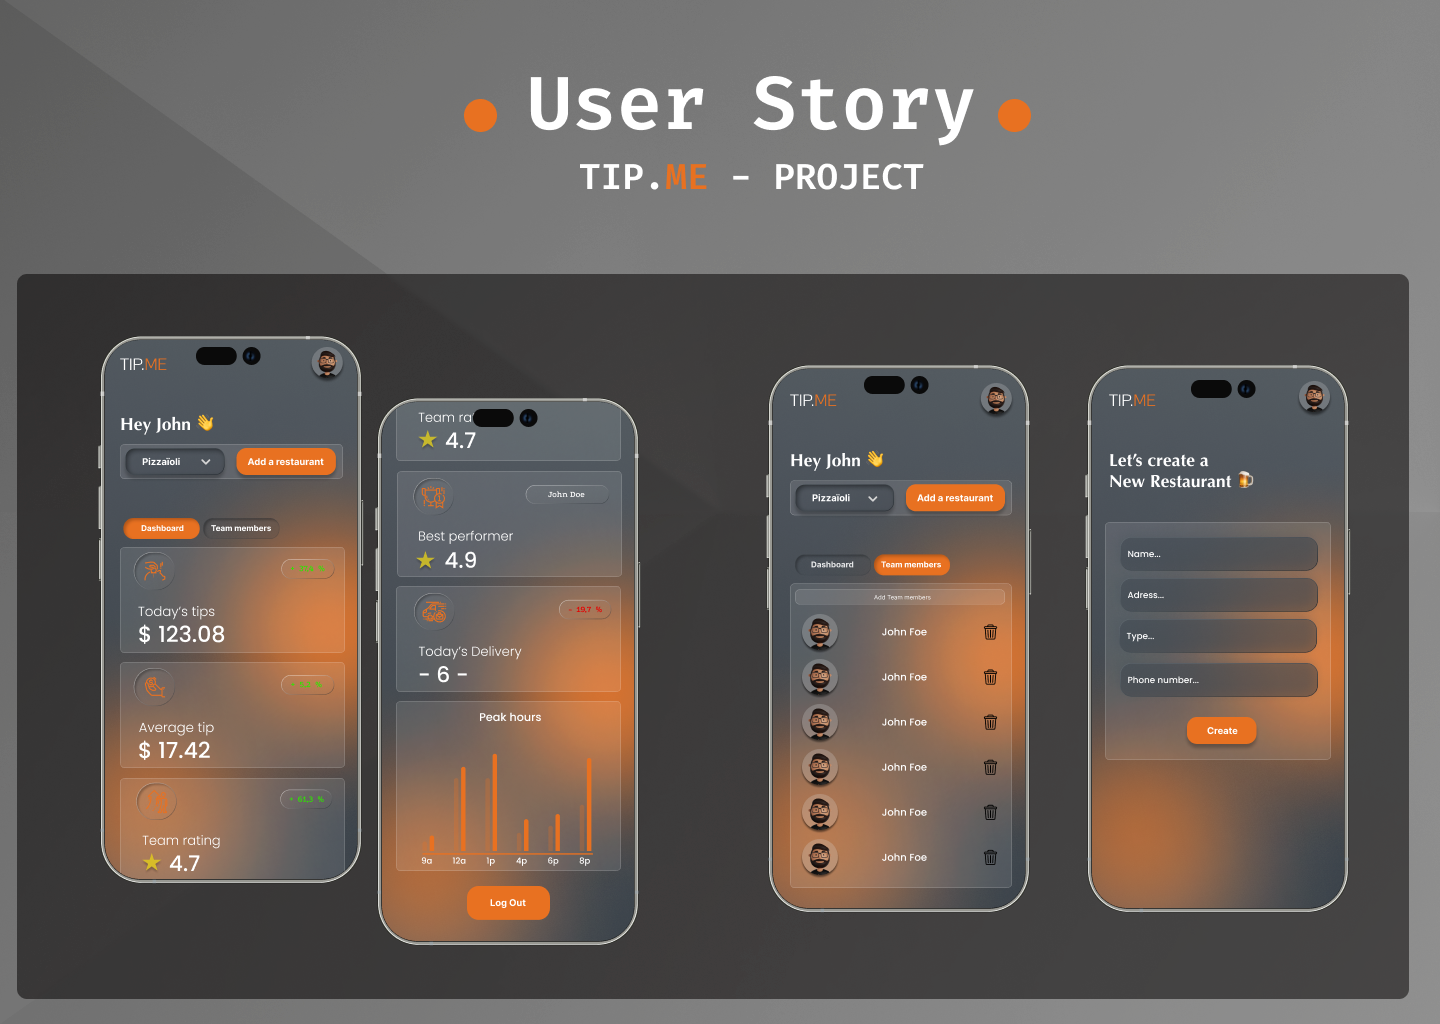 User Story
TIP.ME - PROJECT
TIP.ME
Hey John 👋
Pizzaïoli
Add a restaurant
Dashboard
Team members
Today's tips
$ 123.08
Average tip
$ 17.42
+ 61,3 %
Team rating
4.7
Team ra
4.7
John Doe
Best performer
4.9
- 19,7 %
Today's Delivery
- 6 -
Peak hours
9a 12a 1p 4p 6p 8p
Log Out
TIP.ME
Hey John 👋
Pizzaïoli
Add a restaurant
Dashboard
Team members
Add Team members
John Foe
John Foe
John Foe
John Foe
John Foe
John Foe
TIP.ME
Let's create a
New Restaurant 🍺
Name...
Adress...
Type...
Phone number...
Create